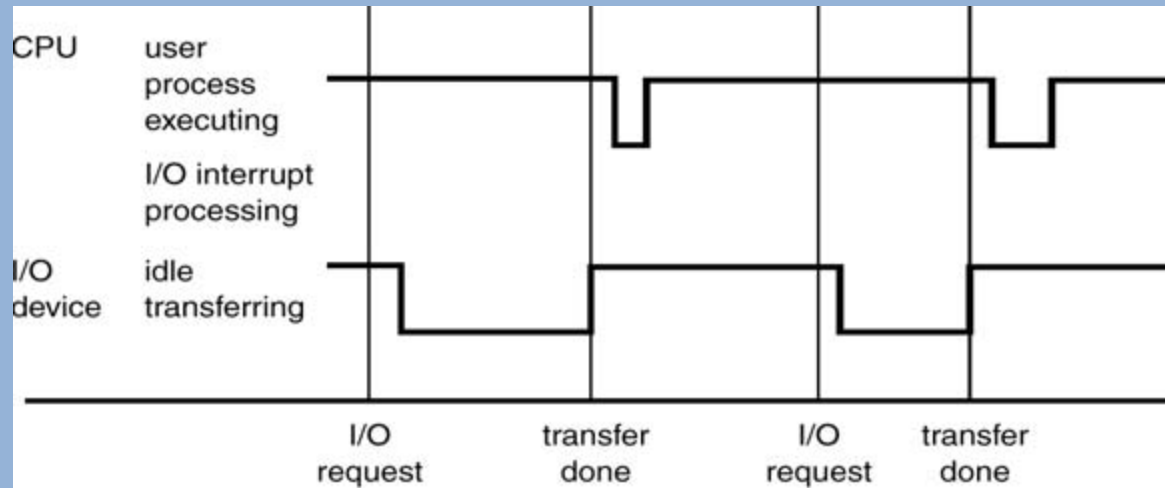 CPU user
process
executing
I/O interrupt
processing
I/O idle
device transferring
I/O transfer I/O transfer
request done request done